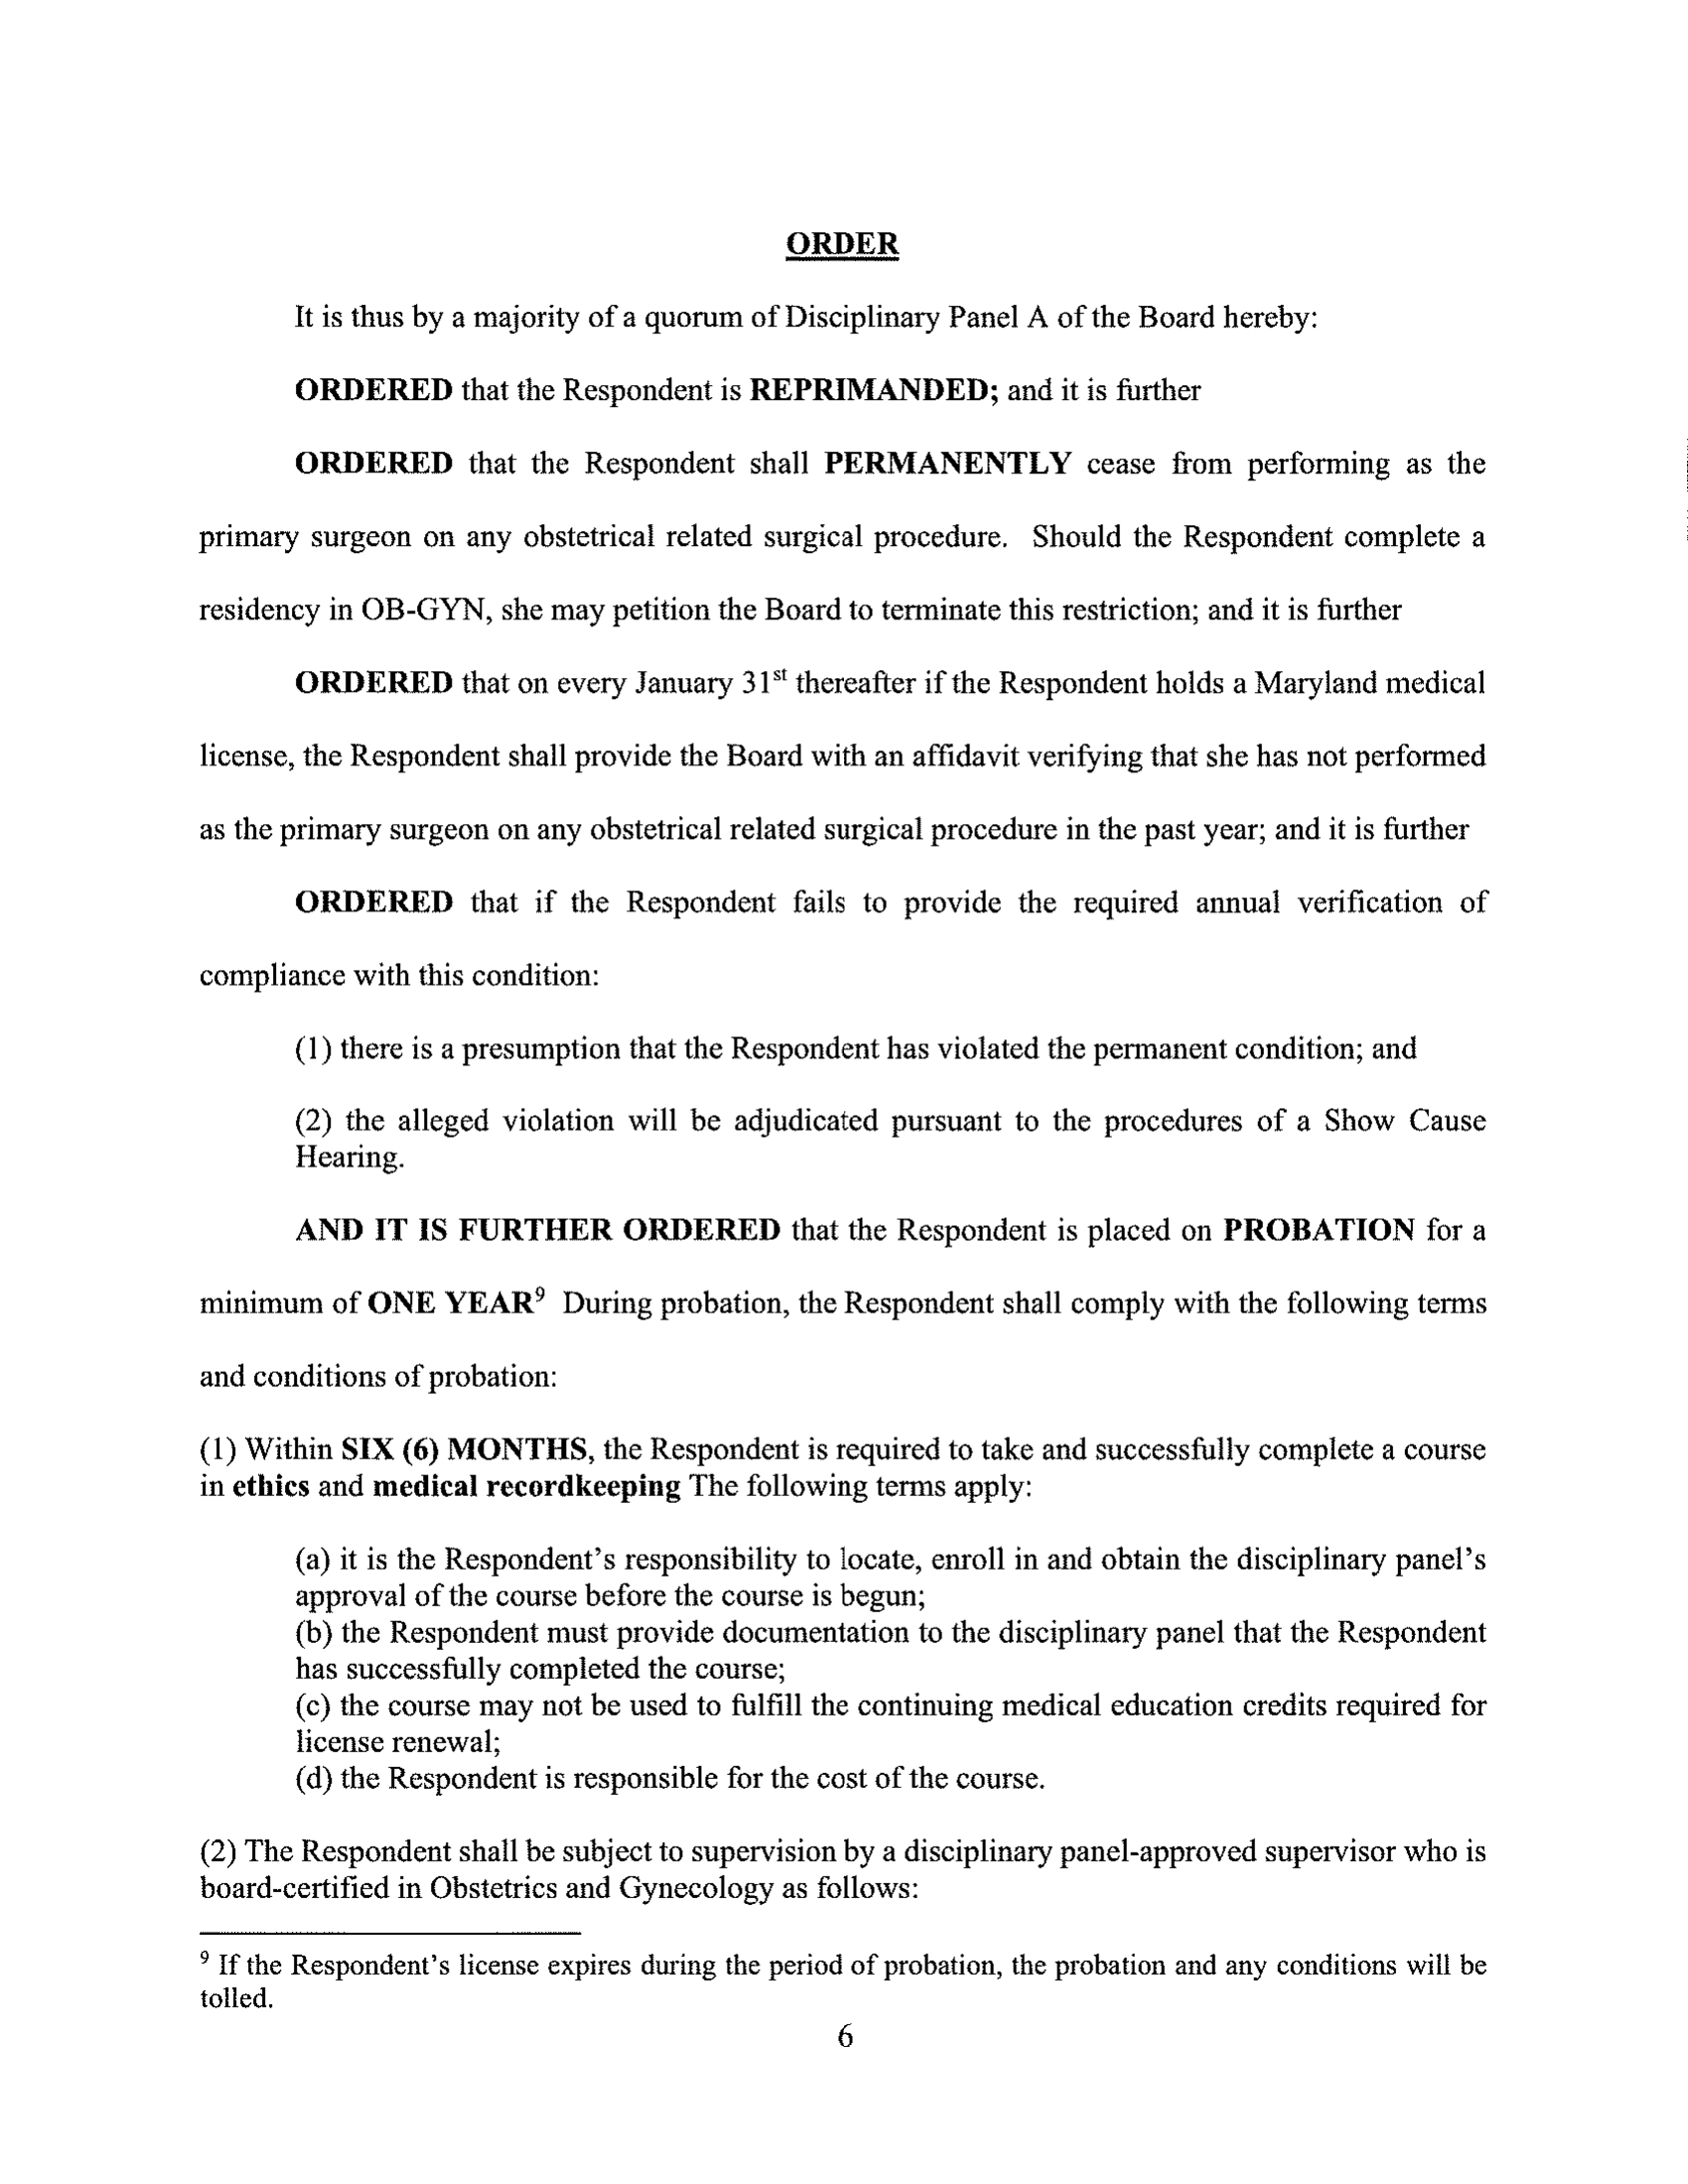 ORDER
It is thus by a majority of a quorum of Disciplinary Panel A of the Board hereby:
ORDERED that the Respondent is REPRIMANDED; and it is further
ORDERED that the Respondent shall PERMANENTLY cease from performing as the
primary surgeon on any obstetrical related surgical procedure. Should the Respondent complete a
residency in OB-GYN, she may petition the Board to terminate this restriction; and it is further
ORDERED that on every January 31st thereafter if the Respondent holds a Maryland medical
license, the Respondent shall provide the Board with an affidavit verifying that she has not performed
as the primary surgeon on any obstetrical related surgical procedure in the past year; and it is further
ORDERED that if the Respondent fails to provide the required annual verification of
compliance with this condition:
(1) there is a presumption that the Respondent has violated the permanent condition; and
(2) the alleged violation will be adjudicated pursuant to the procedures of a Show Cause
Hearing.
AND IT IS FURTHER ORDERED that the Respondent is placed on PROBATION for a
minimum of ONE YEAR⁹ During probation, the Respondent shall comply with the following terms
and conditions of probation:
(1) Within SIX (6) MONTHS, the Respondent is required to take and successfully complete a course
in ethics and medical recordkeeping The following terms apply:
(a) it is the Respondent's responsibility to locate, enroll in and obtain the disciplinary panel's
approval of the course before the course is begun;
(b) the Respondent must provide documentation to the disciplinary panel that the Respondent
has successfully completed the course;
(c) the course may not be used to fulfill the continuing medical education credits required for
license renewal;
(d) the Respondent is responsible for the cost of the course.
(2) The Respondent shall be subject to supervision by a disciplinary panel-approved supervisor who is
board-certified in Obstetrics and Gynecology as follows:
⁹ If the Respondent's license expires during the period of probation, the probation and any conditions will be
tolled.
6